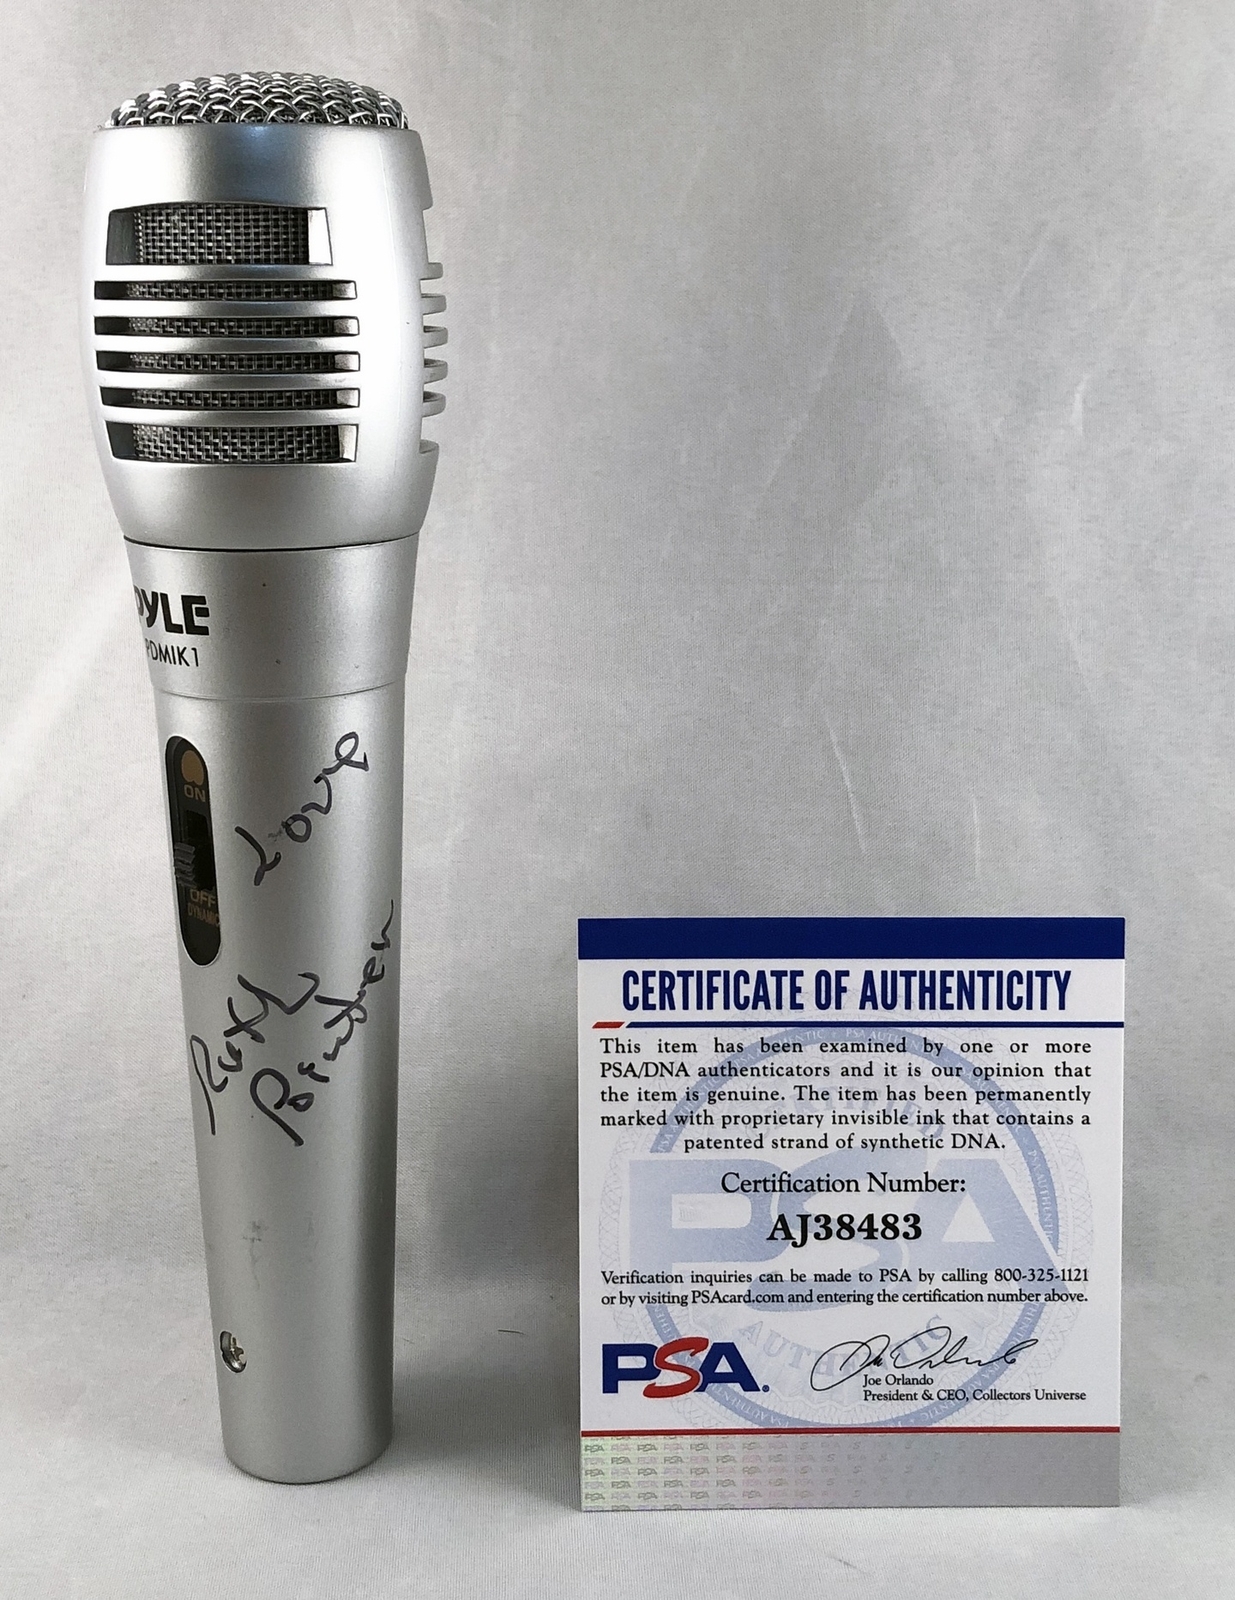 PYLE
PDMIK1
ON
OFF
DYNAMIC
Love
Ruth
Pointer
CERTIFICATE OF AUTHENTICITY
This item has been examined by one or more
PSA/DNA authenticators and it is our opinion that
the item is genuine. The item has been permanently
marked with proprietary invisible ink that contains a
patented strand of synthetic DNA.
Certification Number:
AJ38483
Verification inquiries can be made to PSA by calling 800-325-1121
or by visiting PSAcard.com and entering the certification number above.
PSA.
Joe Orlando
President & CEO, Collectors Universe